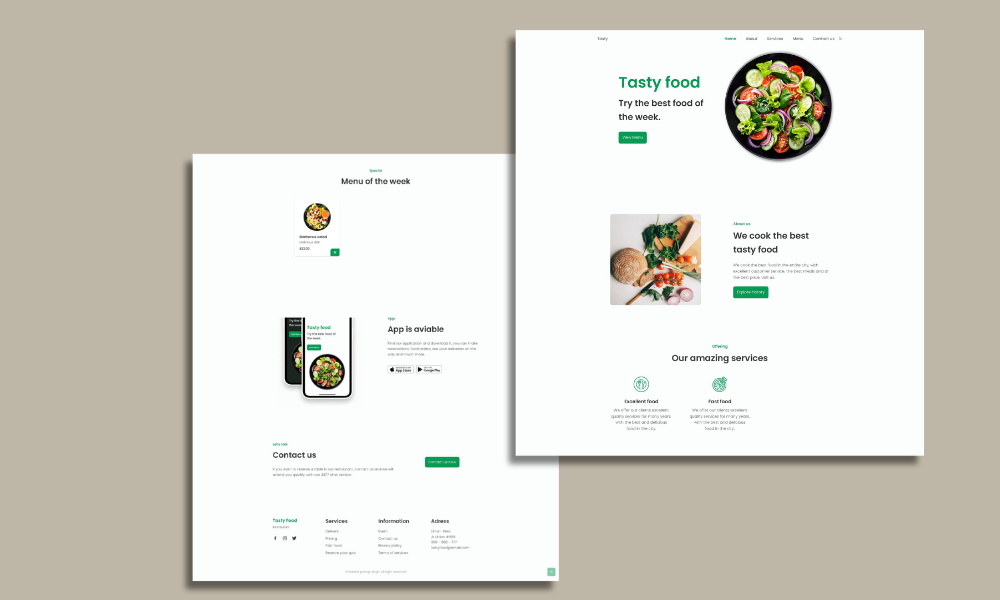 Tasty
Home About Services Menu Contact us
Tasty food
Try the best food of
the week.
View Menu
About us
We cook the best
tasty food
We cook the best food in the entire city, with
excellent customer service, the best meals and at
the best price, visit us.
Explore history
Offering
Our amazing services
Excellent food
We offer our clients excellent
quality services for many years,
with the best and delicious
food in the city.
Fast food
We offer our clients excellent
quality services for many years,
with the best and delicious
food in the city.
Special
Menu of the week
Barbecue salad
Delicious dish
$22.00
Tasty food
Try the best food of
the week.
App
App is aviable
Find our application and download it, you can make
reservations, food orders, see your deliveries on the
way and much more.
App Store
Google Play
Let's talk
Contact us
If you want to reserve a table in our restaurant, contact us and we will
attend you quickly with our 24/7 chat service.
Contact us now
Tasty food
Restaurant
Services
Delivery
Pricing
Fast food
Reserve your spot
Information
Event
Contact us
Privacy policy
Terms of services
Adress
Lima - Peru
999 - 888 - 777
tastyfood@email.com